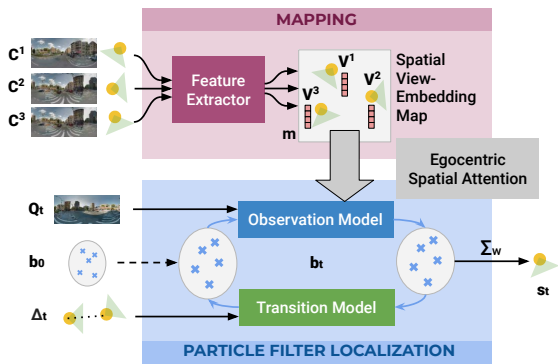 MAPPING
C1
C2
C3
Feature
Extractor
V1
V2
V3
m
Spatial
View-
Embedding
Map
Egocentric
Spatial Attention
Qt
Observation Model
b0
bt
Σw
st
Δt
Transition Model
PARTICLE FILTER LOCALIZATION